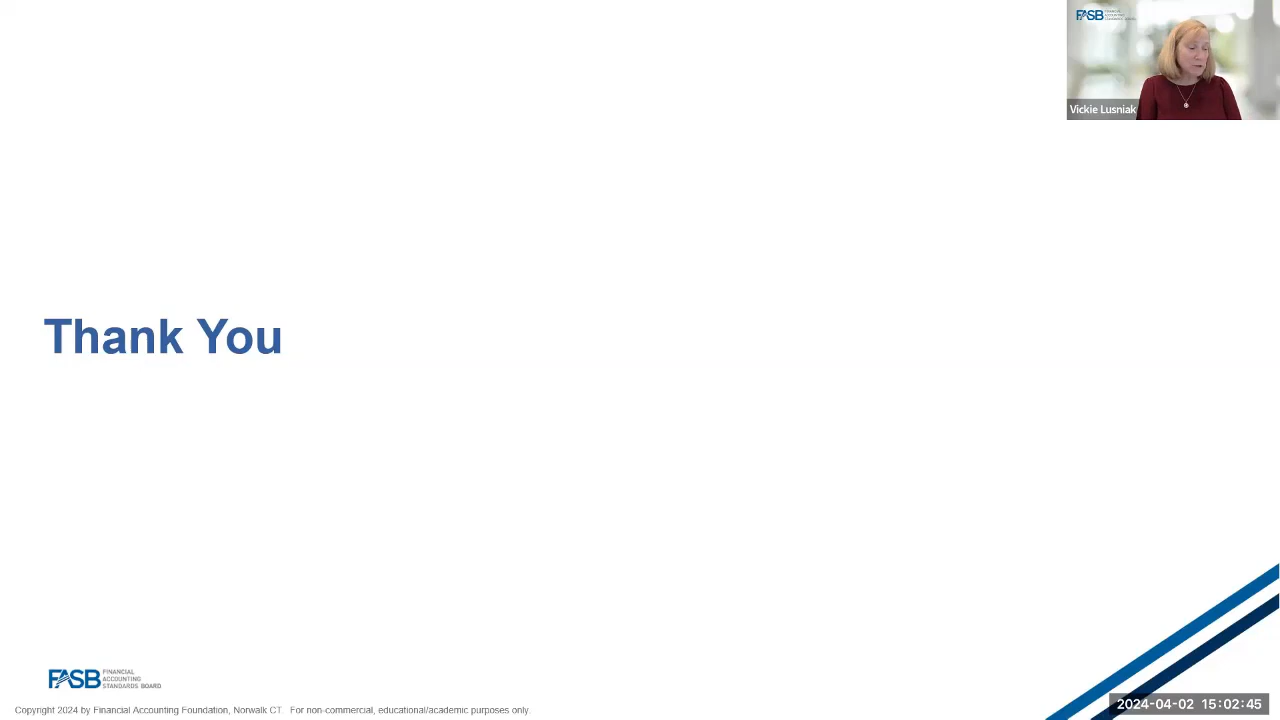 FASB
Vickie Lusniak
Thank You
FASB FINANCIAL
ACCOUNTING
STANDARDS BOARD
Copyright 2024 by Financial Accounting Foundation, Norwalk CT.  For non-commercial, educational/academic purposes only.
2024-04-02 15:02:45